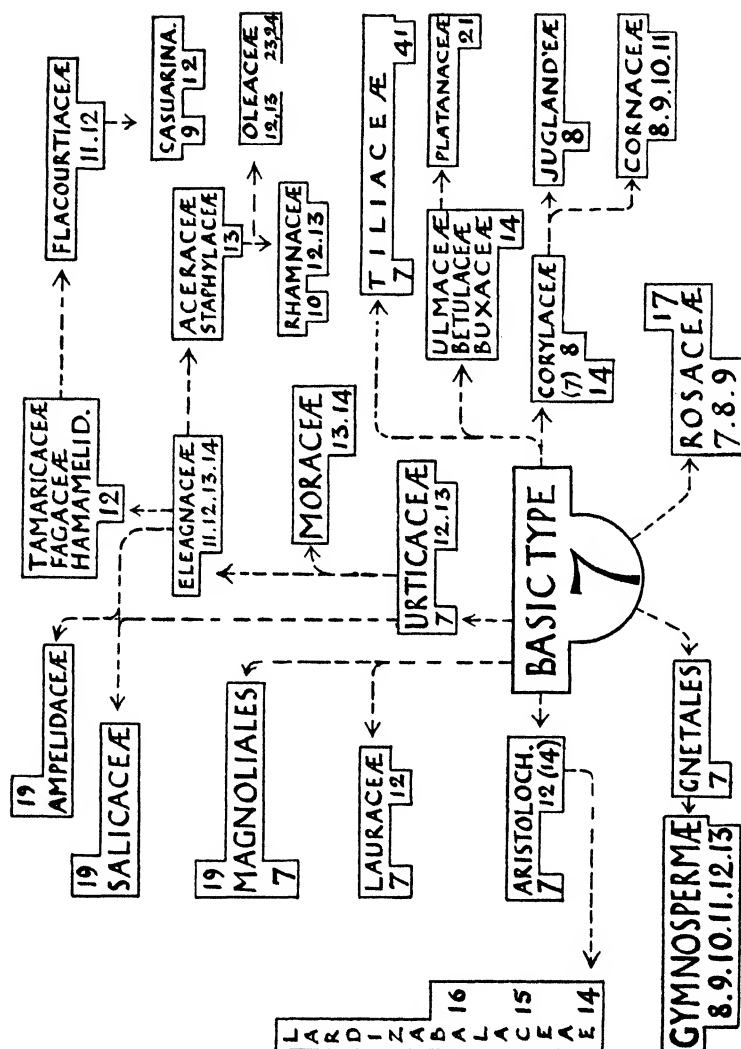 LARDIZABALACEAE
16
15
14
19
AMPELIDACEÆ
19
SALICACEÆ
19
MAGNOLIALES
7
LAURACEÆ
7 12
ARISTOLOCH.
7 12(14)
GNETALES
7
GYMNOSPERMÆ
8.9.10.11.12.13
TAMARICACEÆ
FAGACEÆ
HAMAMELID.
12
ELEAGNACEÆ
11.12.13.14
MORACEÆ
13.14
URTICACEÆ
7 12.13
BASIC TYPE
7
FLACOURTIACEÆ
11.12
CASUARINA.
9 12
ACERACEÆ
STAPHYLACEÆ
13
OLEACEÆ
12,13 23,24
RHAMNACEÆ
10 12.13
TILIACEÆ
7 41
ULMACEÆ
BETULACEÆ
BUXACEÆ
14
PLATANACEÆ
21
CORYLACEÆ
(7) 8
14
JUGLAND'EÆ
8
CORNACEÆ
8.9.10.11
17
ROSACEÆ
7.8.9